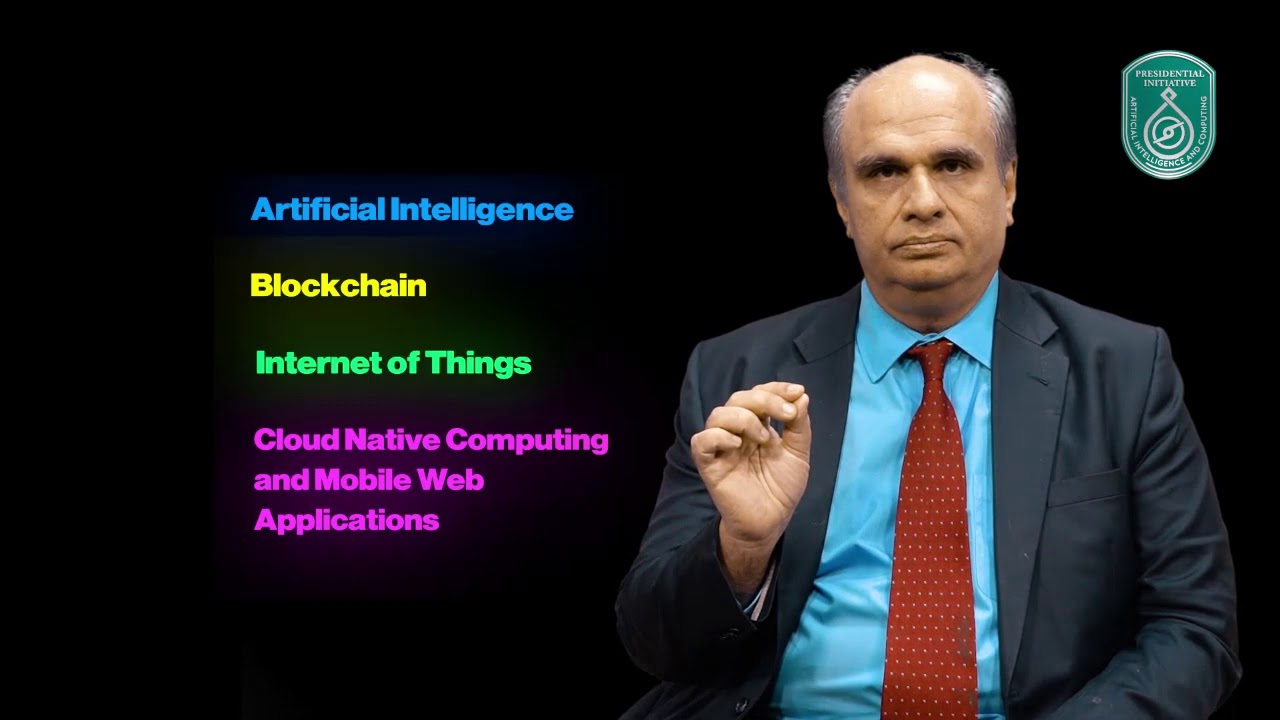 Artificial Intelligence
Blockchain
Internet of Things
Cloud Native Computing
and Mobile Web
Applications
PRESIDENTIAL
INITIATIVE
ARTIFICIAL INTELLIGENCE AND COMPUTING